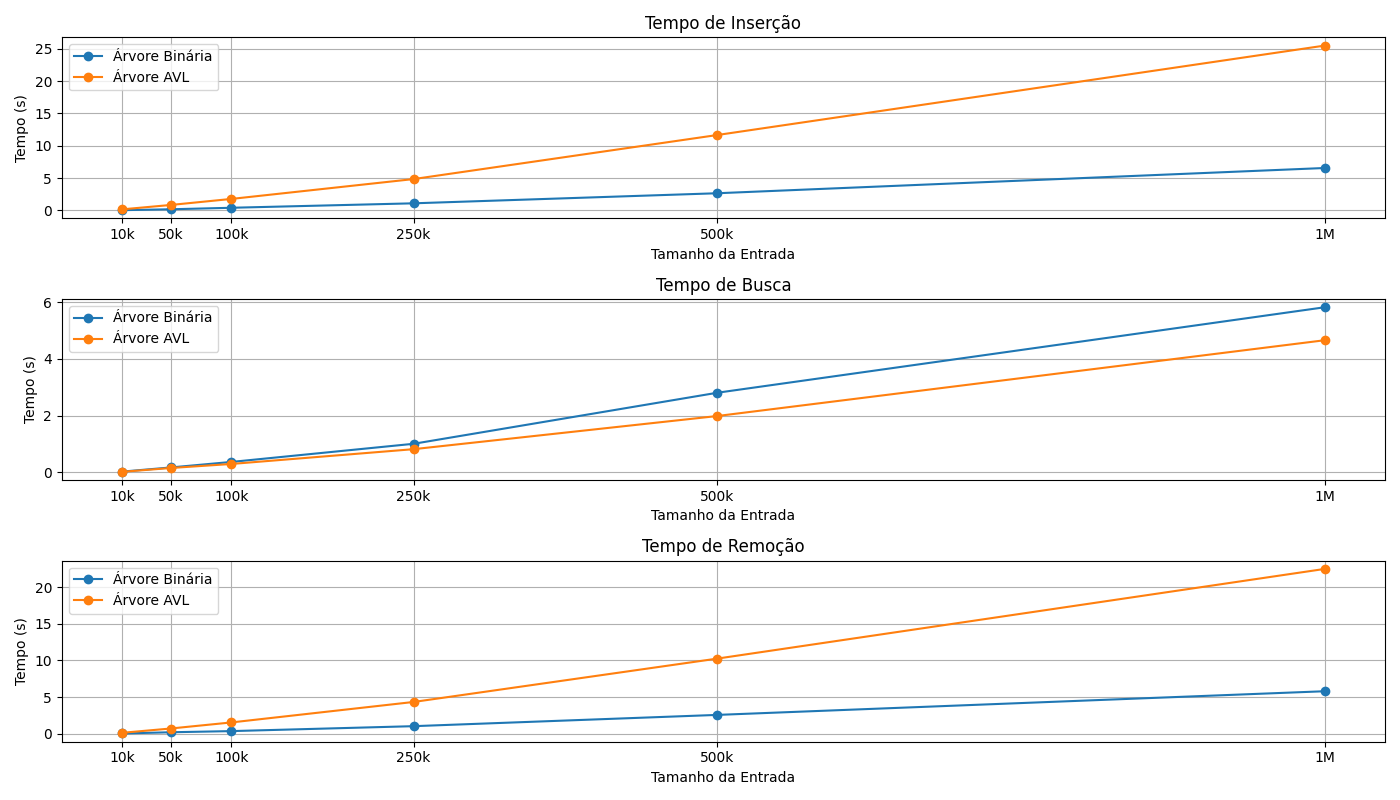 Tempo de Inserção
Árvore Binária
Árvore AVL
Tempo (s)
25
20
15
10
5
0
10k 50k 100k 250k 500k 1M
Tamanho da Entrada
Tempo de Busca
Árvore Binária
Árvore AVL
Tempo (s)
6
4
2
0
10k 50k 100k 250k 500k 1M
Tamanho da Entrada
Tempo de Remoção
Árvore Binária
Árvore AVL
Tempo (s)
20
15
10
5
0
10k 50k 100k 250k 500k 1M
Tamanho da Entrada